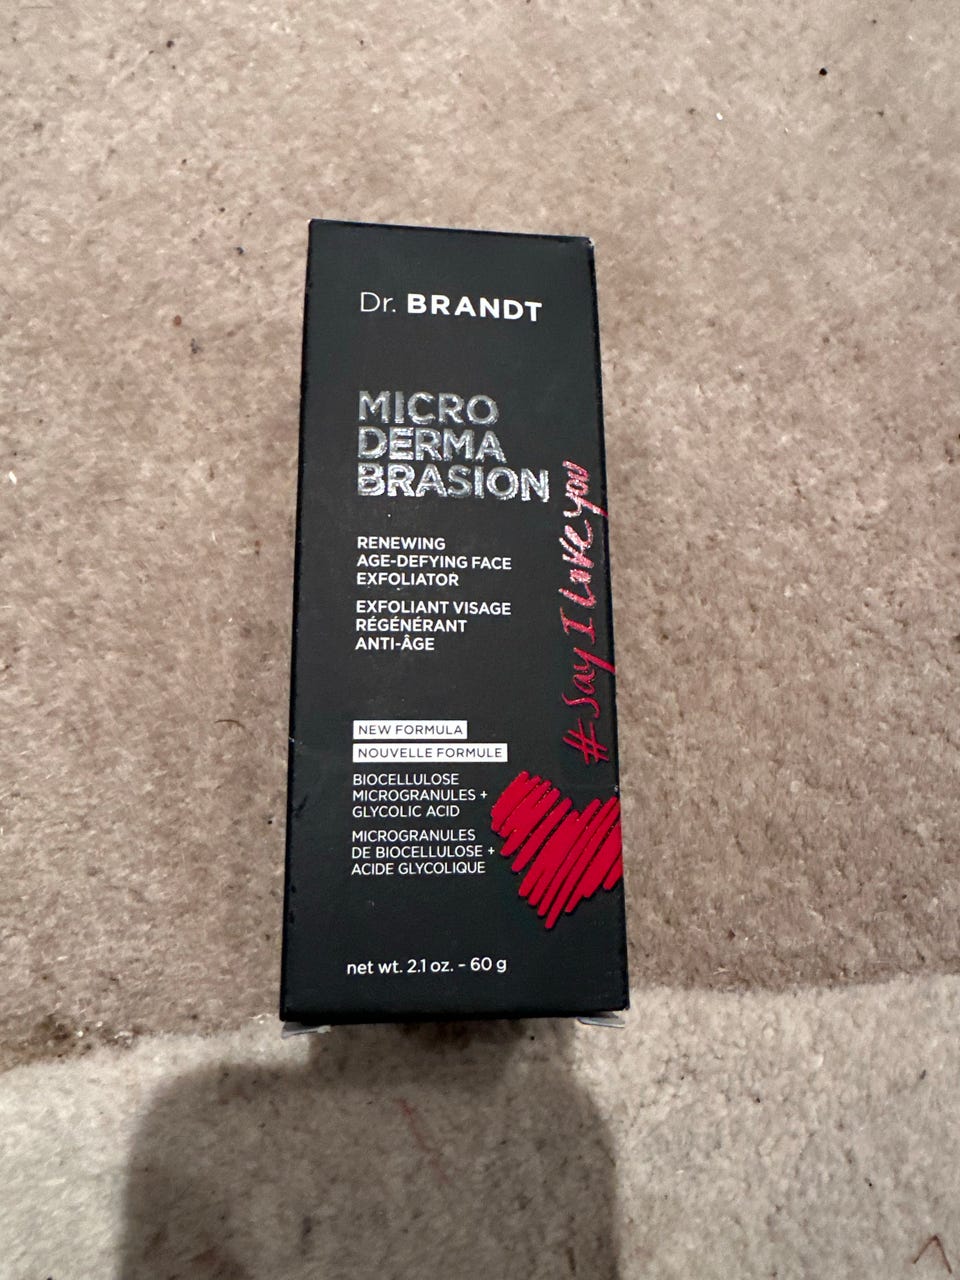 Dr. BRANDT
MICRO
DERMA
BRASION
RENEWING
AGE-DEFYING FACE
EXFOLIATOR
EXFOLIANT VISAGE
RÉGÉNÉRANT
ANTI-ÂGE
#Say I love you
NEW FORMULA
NOUVELLE FORMULE
BIOCELLULOSE
MICROGRANULES +
GLYCOLIC ACID
MICROGRANULES
DE BIOCELLULOSE +
ACIDE GLYCOLIQUE
net wt. 2.1 oz. - 60 g